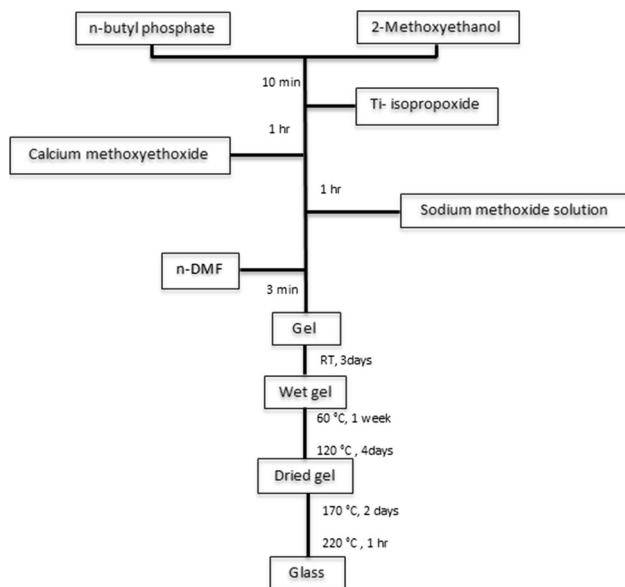 n-butyl phosphate
2-Methoxyethanol
10 min
Ti- isopropoxide
1 hr
Calcium methoxyethoxide
1 hr
Sodium methoxide solution
n-DMF
3 min
Gel
RT, 3days
Wet gel
60 °C, 1 week
120 °C, 4days
Dried gel
170 °C, 2 days
220 °C , 1 hr
Glass